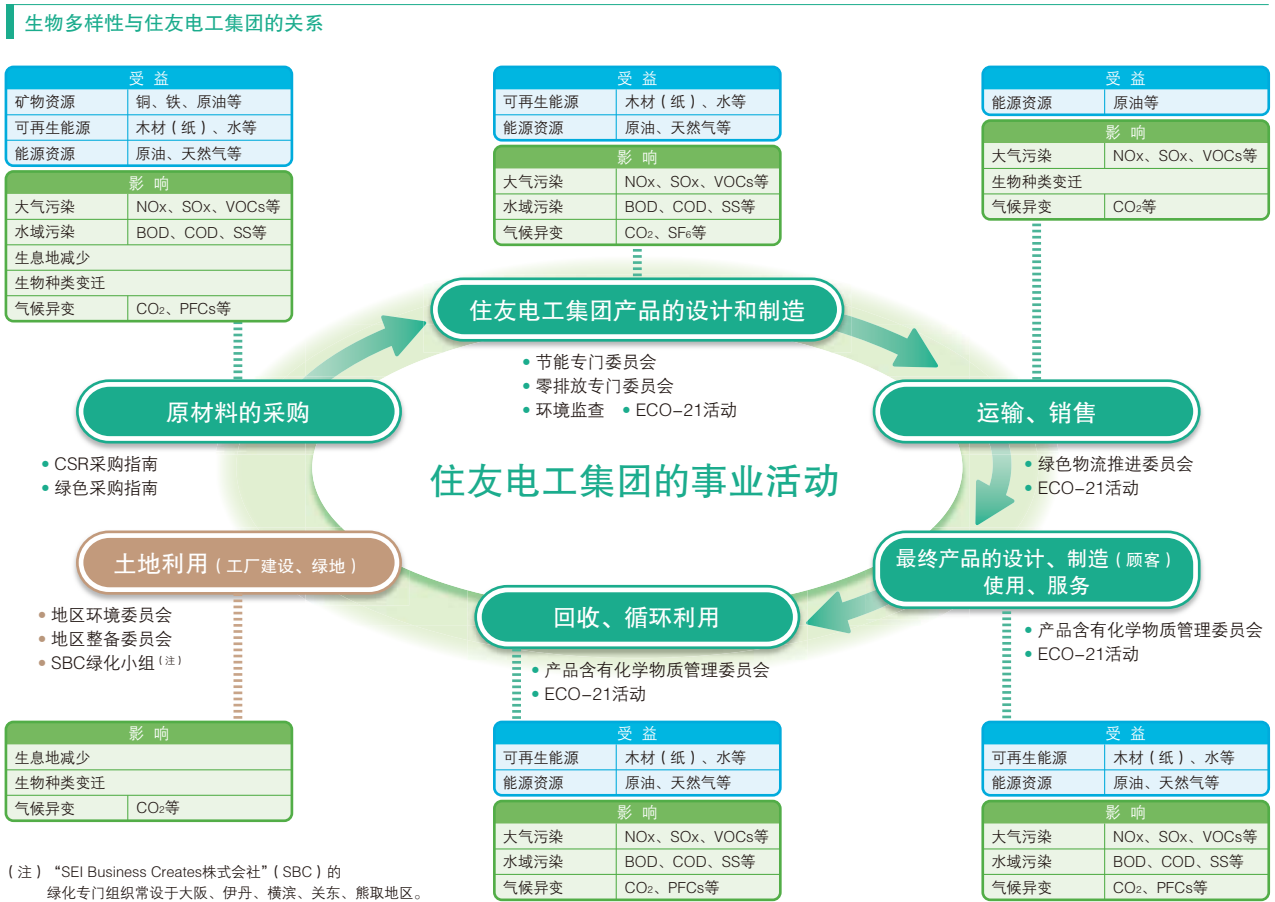 生物多样性与住友电工集团的关系
受 益
矿物资源 铜、铁、原油等
可再生能源 木材（纸）、水等
能源资源 原油、天然气等
影 响
大气污染 NOx、SOx、VOCs等
水域污染 BOD、COD、SS等
生息地减少
生物种类变迁
气候异变 CO₂、PFCs等
受 益
可再生能源 木材（纸）、水等
能源资源 原油、天然气等
影 响
大气污染 NOx、SOx、VOCs等
水域污染 BOD、COD、SS等
气候异变 CO₂、SF₆等
受 益
能源资源 原油等
影 响
大气污染 NOx、SOx、VOCs等
生物种类变迁
气候异变 CO₂等
住友电工集团产品的设计和制造
• 节能专门委员会
• 零排放专门委员会
• 环境监查 • ECO–21活动
原材料的采购
• CSR采购指南
• 绿色采购指南
运输、销售
• 绿色物流推进委员会
• ECO–21活动
住友电工集团的事业活动
土地利用（工厂建设、绿地）
• 地区环境委员会
• 地区整备委员会
• SBC绿化小组（注）
回收、循环利用
• 产品含有化学物质管理委员会
• ECO–21活动
最终产品的设计、制造（顾客）
使用、服务
• 产品含有化学物质管理委员会
• ECO–21活动
影 响
生息地减少
生物种类变迁
气候异变 CO₂等
受 益
可再生能源 木材（纸）、水等
能源资源 原油、天然气等
影 响
大气污染 NOx、SOx、VOCs等
水域污染 BOD、COD、SS等
气候异变 CO₂、PFCs等
受 益
可再生能源 木材（纸）、水等
能源资源 原油、天然气等
影 响
大气污染 NOx、SOx、VOCs等
水域污染 BOD、COD、SS等
气候异变 CO₂、PFCs等
（注）“SEI Business Creates株式会社”（SBC）的
绿化专门组织常设于大阪、伊丹、横滨、关东、熊取地区。